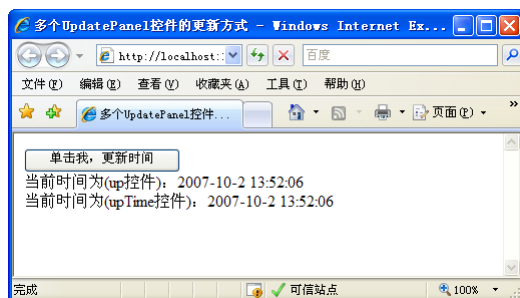 多个UpdatePanel控件的更新方式 - Windows Internet Ex...
http://localhost:
百度
文件(F) 编辑(E) 查看(V) 收藏夹(A) 工具(T) 帮助(H)
多个UpdatePanel控件... 页面(P) »
单击我，更新时间
当前时间为(up控件)：2007-10-2 13:52:06
当前时间为(upTime控件)：2007-10-2 13:52:06
完成 可信站点 100%